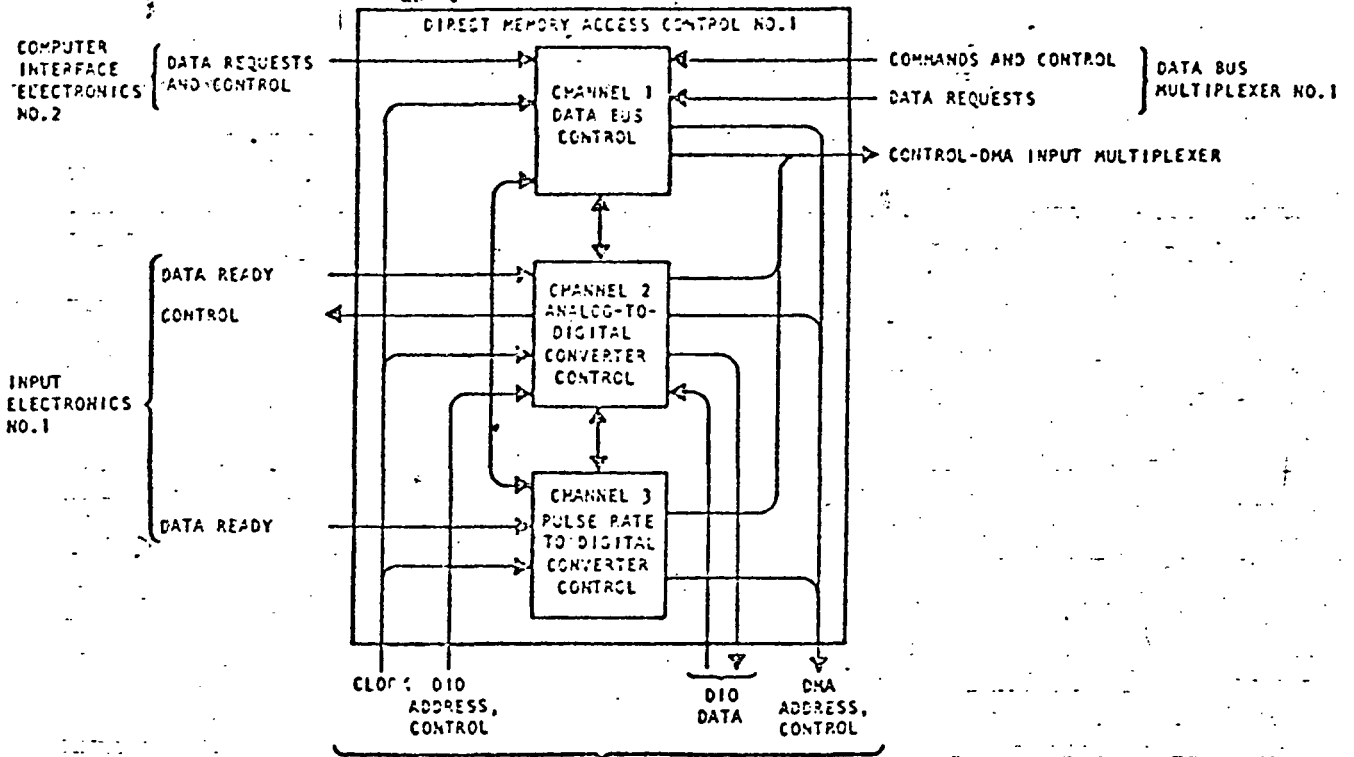 DIRECT MEMORY ACCESS CONTROL NO.1
COMPUTER
INTERFACE
ELECTRONICS
NO.2
DATA REQUESTS
AND CONTROL
CHANNEL 1
DATA BUS
CONTROL
COMMANDS AND CONTROL
DATA REQUESTS
DATA BUS
MULTIPLEXER NO.1
CONTROL-DMA INPUT MULTIPLEXER
INPUT
ELECTRONICS
NO.1
DATA READY
CONTROL
CHANNEL 2
ANALOG-TO-
DIGITAL
CONVERTER
CONTROL
DATA READY
CHANNEL 3
PULSE RATE
TO DIGITAL
CONVERTER
CONTROL
DIO
ADDRESS,
CONTROL
DIO
DATA
DMA
ADDRESS,
CONTROL